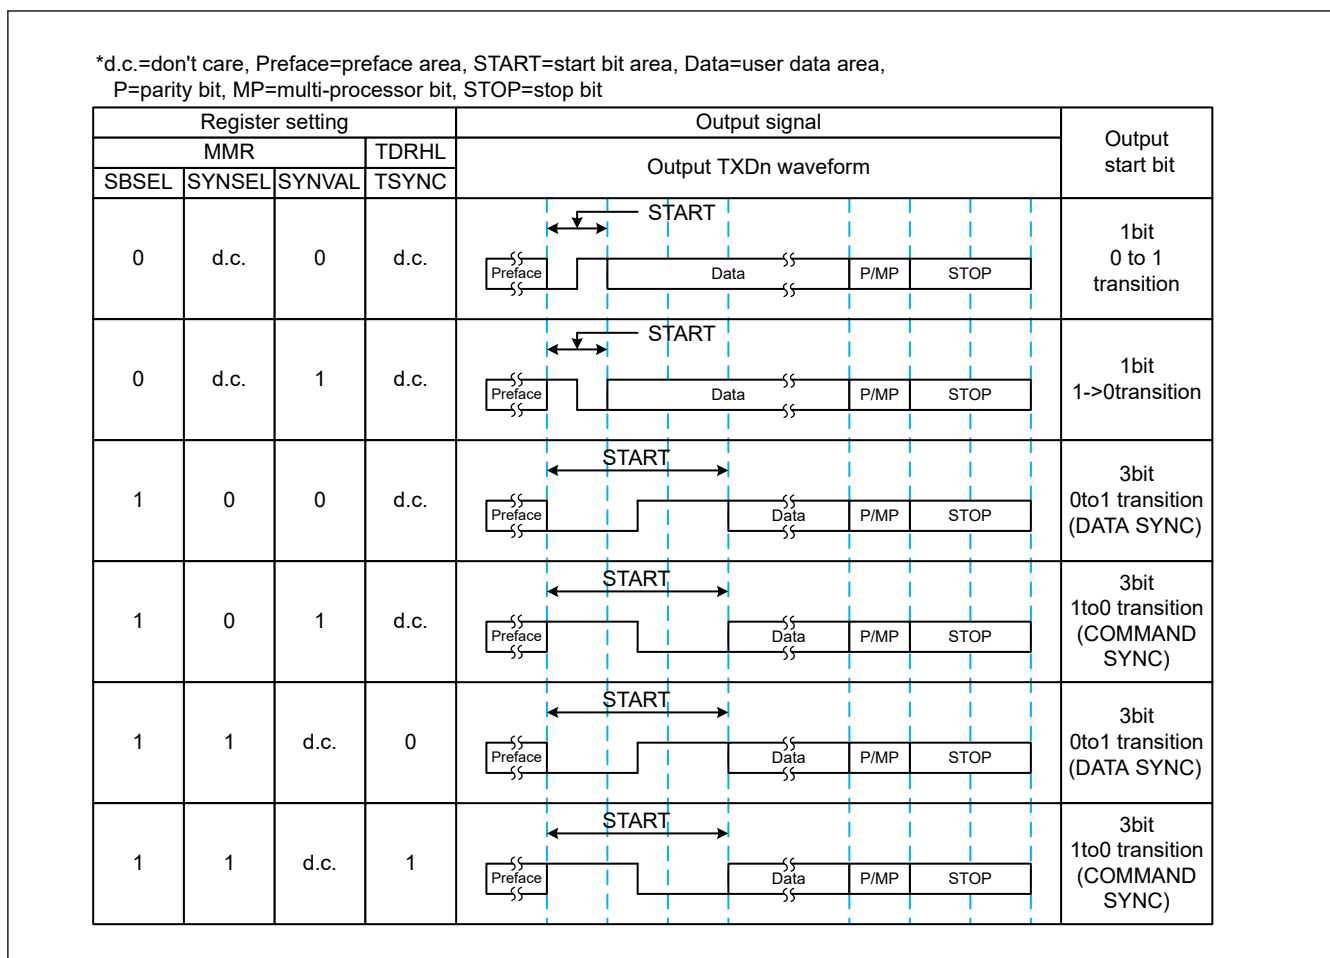 *d.c.=don't care, Preface=preface area, START=start bit area, Data=user data area,
P=parity bit, MP=multi-processor bit, STOP=stop bit
Register setting
Output signal
Output
start bit
MMR
TDRHL
Output TXDn waveform
SBSEL
SYNSEL
SYNVAL
TSYNC
0
d.c.
0
d.c.
START
Preface
Data
P/MP
STOP
1bit
0 to 1
transition
0
d.c.
1
d.c.
START
Preface
Data
P/MP
STOP
1bit
1->0transition
1
0
0
d.c.
START
Preface
Data
P/MP
STOP
3bit
0to1 transition
(DATA SYNC)
1
0
1
d.c.
START
Preface
Data
P/MP
STOP
3bit
1to0 transition
(COMMAND
SYNC)
1
1
d.c.
0
START
Preface
Data
P/MP
STOP
3bit
0to1 transition
(DATA SYNC)
1
1
d.c.
1
START
Preface
Data
P/MP
STOP
3bit
1to0 transition
(COMMAND
SYNC)